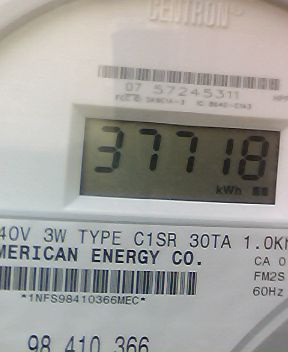 CENTRON
07 57245311
37718
kWh
40V 3W TYPE C1SR 30TA 1.0Kh
MERICAN ENERGY CO.
CA 0
FM2S
*1NFS98410366MEC*
60Hz
98 410 366